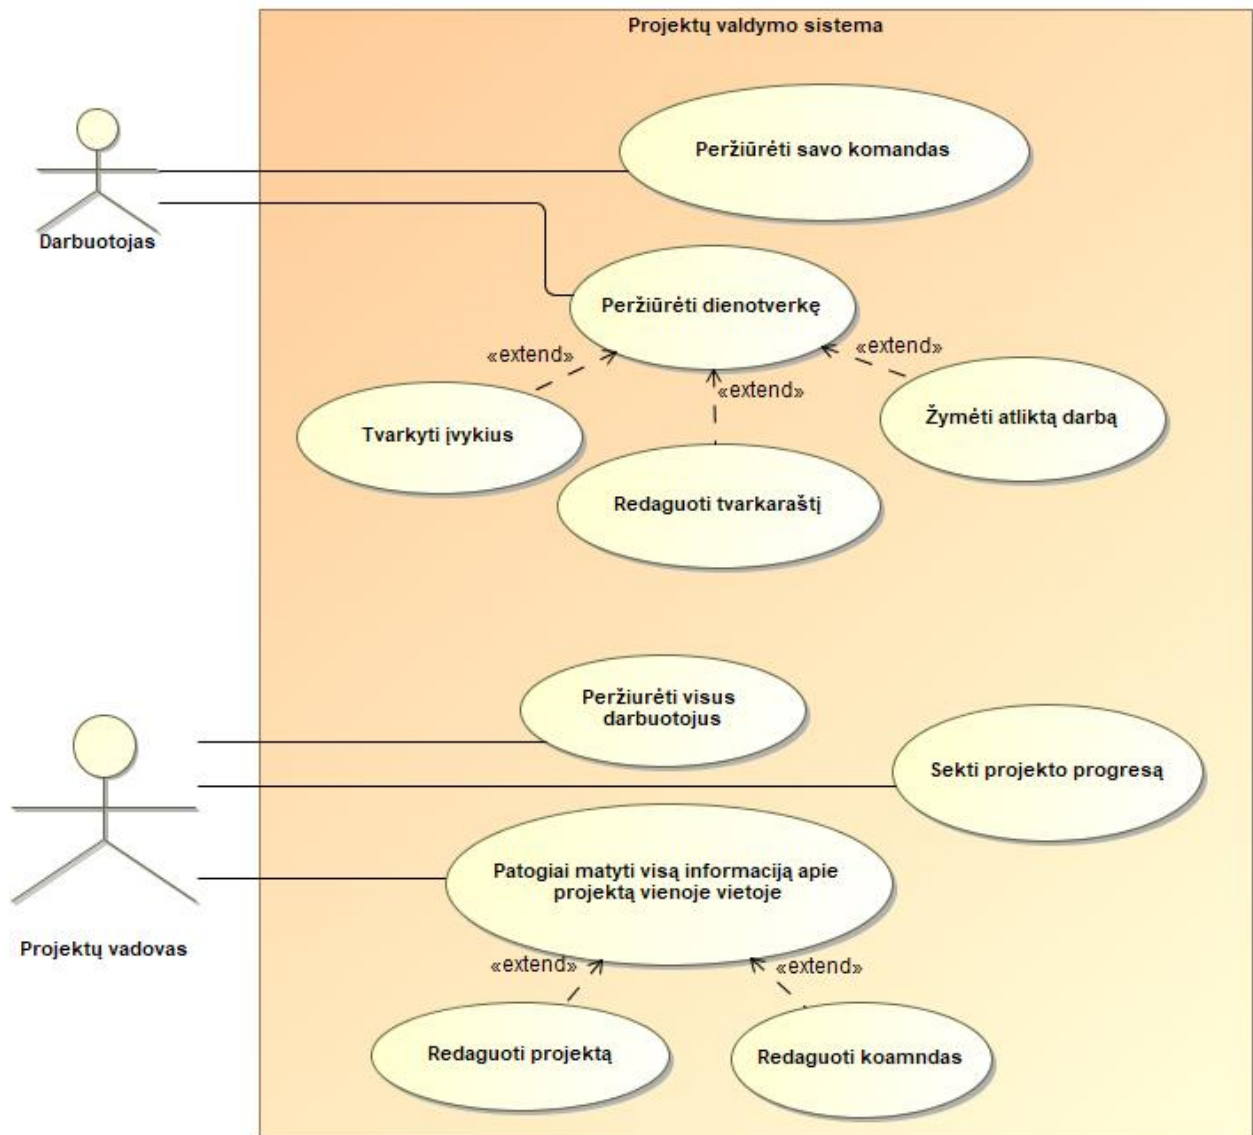 Projektų valdymo sistema
Peržiūrėti savo komandas
Darbuotojas
Peržiūrėti dienotverkę
«extend»
«extend»
«extend»
Tvarkyti įvykius
Žymėti atliktą darbą
Redaguoti tvarkaraštį
Peržiurėti visus
darbuotojus
Sekti projekto progresą
Patogiai matyti visą informaciją apie
projektą vienoje vietoje
Projektų vadovas
«extend»
«extend»
Redaguoti projektą
Redaguoti koamndas